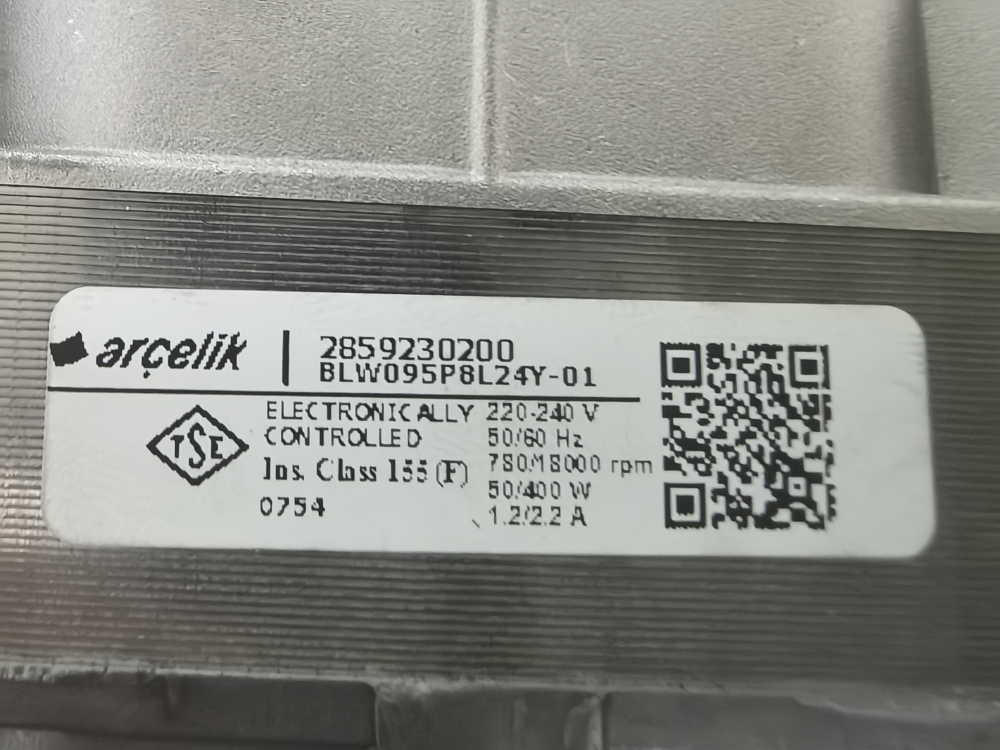 arçelik
2859230200
BLW095P8L24Y-01
TSE
ELECTRONICALLY
CONTROLLED
Ins. Class 155 (F)
0754
220-240 V
50/60 Hz
780/18000 rpm
50/400 W
1.2/2.2 A